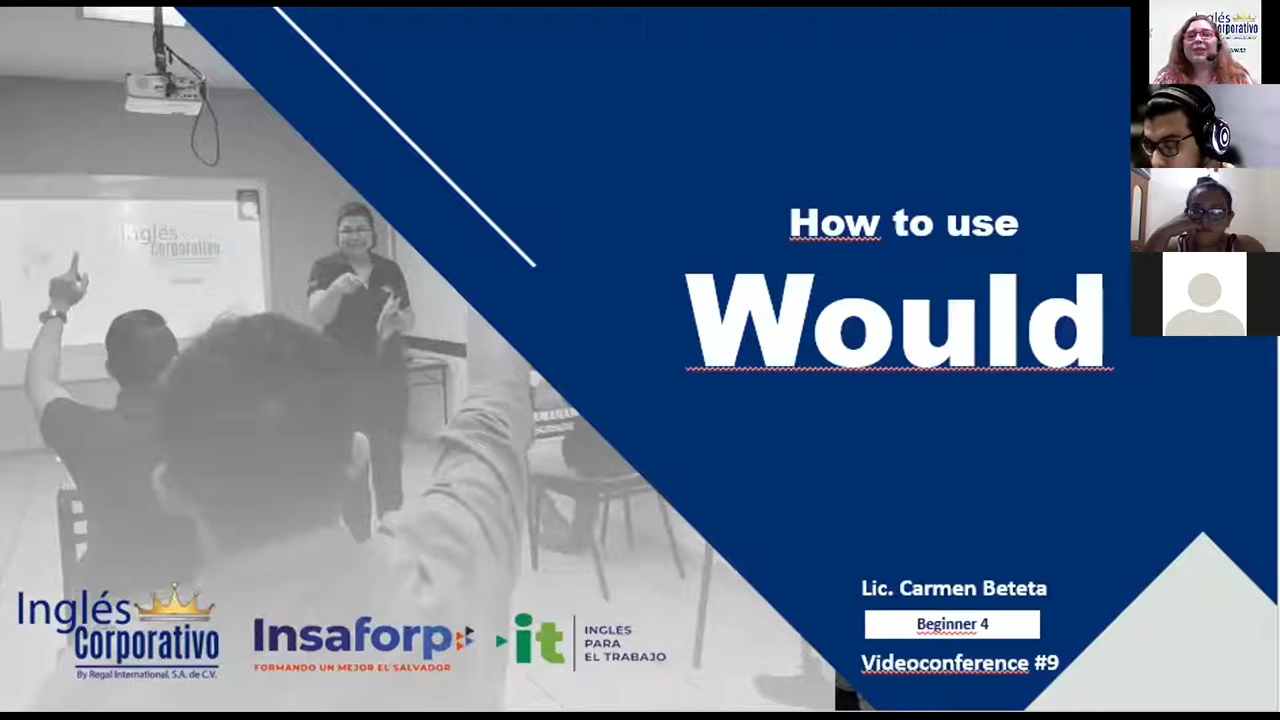 How to use
Would
Lic. Carmen Beteta
Beginner 4
Videoconference #9
Inglés
Corporativo
By Regal International, S.A. de C.V.
Insaforp
FORMANDO UN MEJOR EL SALVADOR
it
INGLÉS
PARA
EL TRABAJO
Inglés
Corporativo